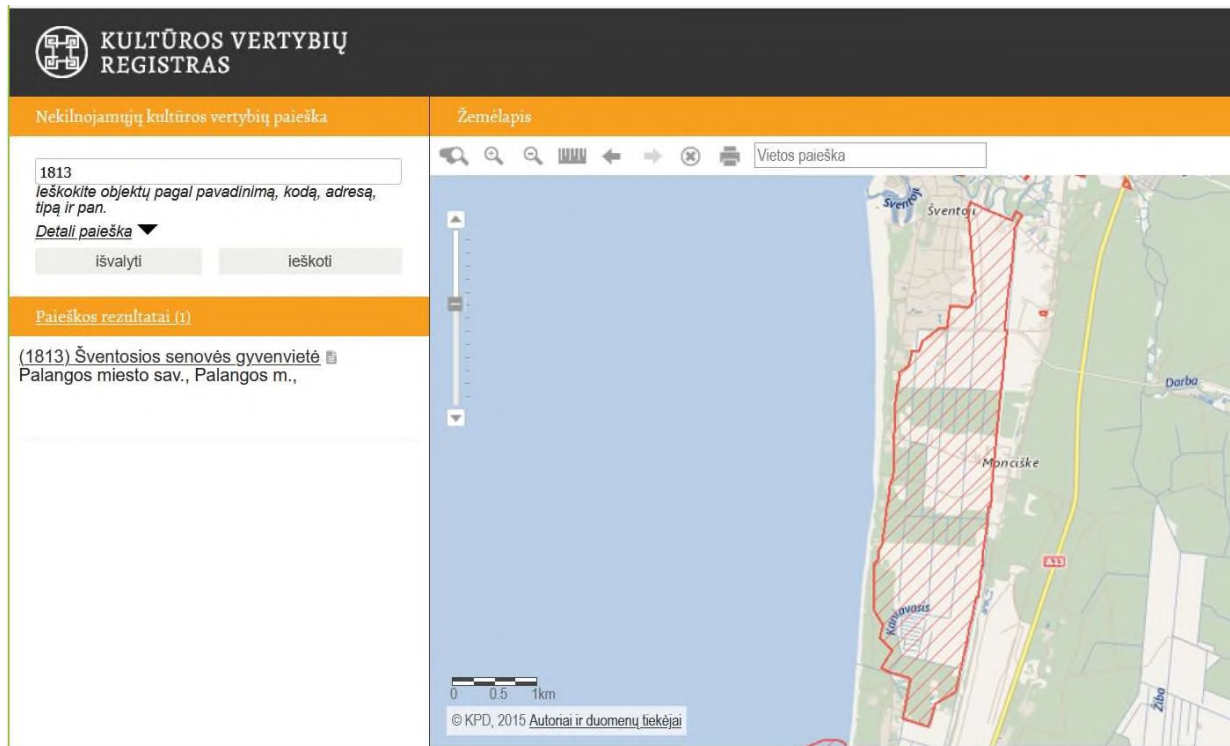 KULTŪROS VERTYBIŲ
REGISTRAS
Nekilnojamųjų kultūros vertybių paieška
1813
Ieškokite objektų pagal pavadinimą, kodą, adresą,
tipą ir pan.
Detali paieška
išvalyti
ieškoti
Paieškos rezultatai (1)
(1813) Šventosios senovės gyvenvietė
Palangos miesto sav., Palangos m.,
Žemėlapis
Vietos paieška
Šventoji
Šventoji
Darba
Monciškė
A13
Kanavasis
Žiba
0 0.5 1km
© KPD, 2015 Autoriai ir duomenų tiekėjai